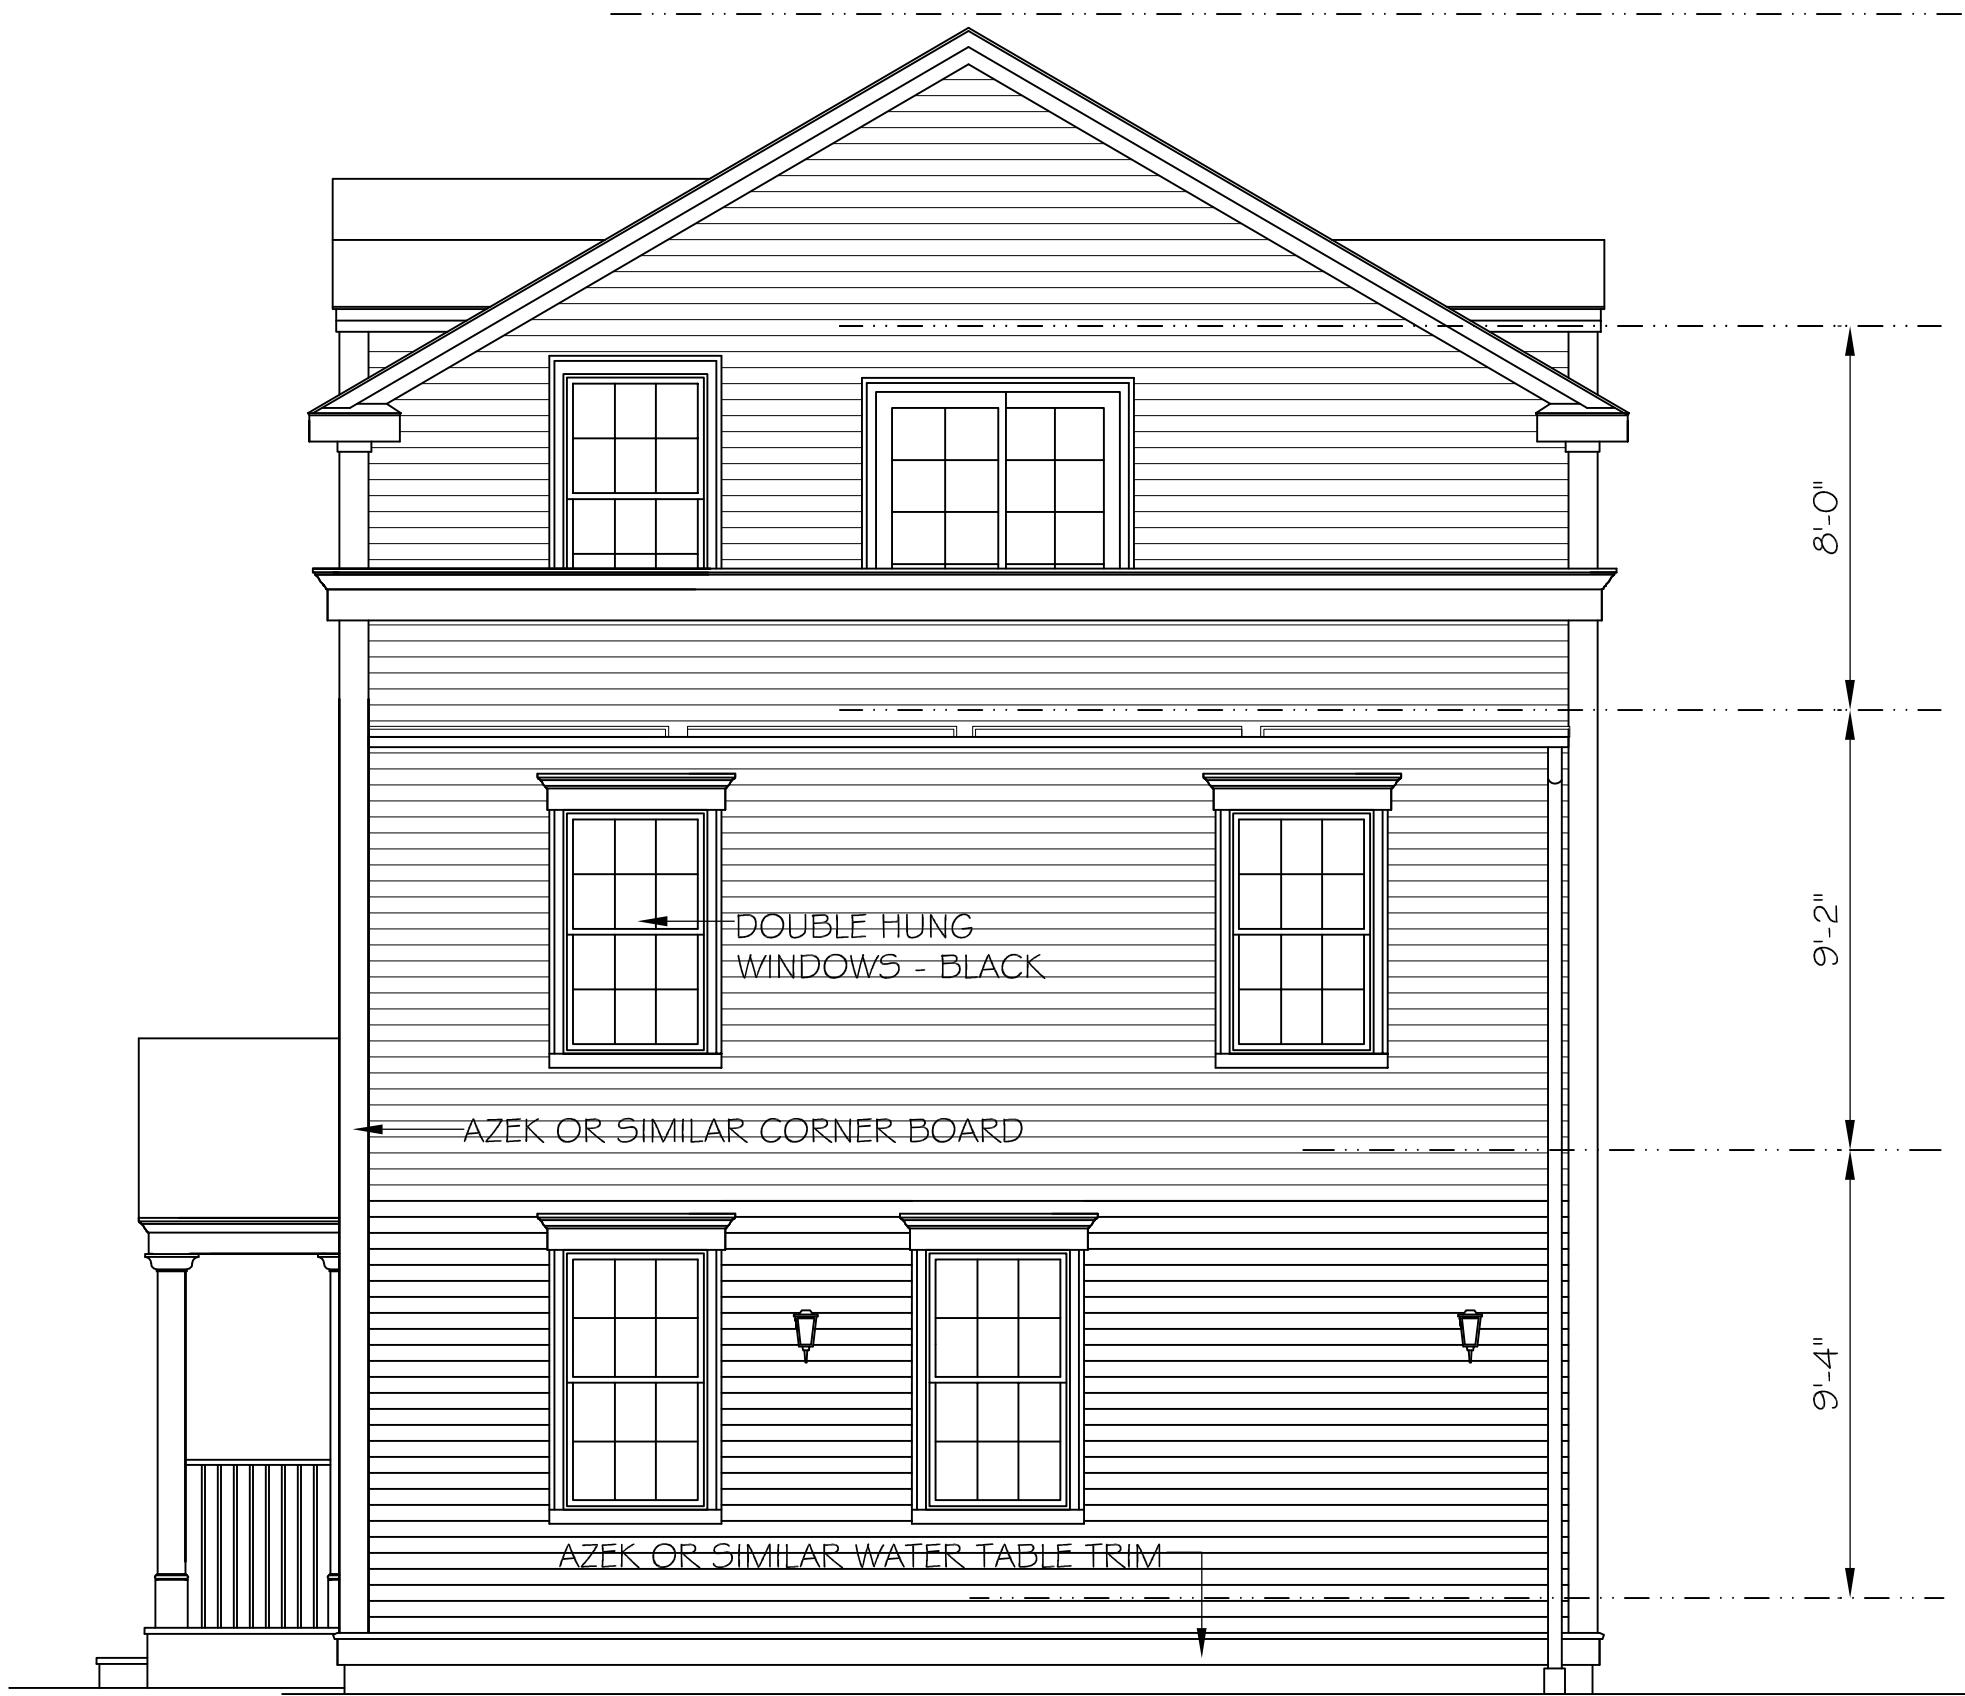 8'-0"
DOUBLE HUNG
WINDOWS - BLACK
9'-2"
AZEK OR SIMILAR CORNER BOARD
9'-4"
AZEK OR SIMILAR WATER TABLE TRIM